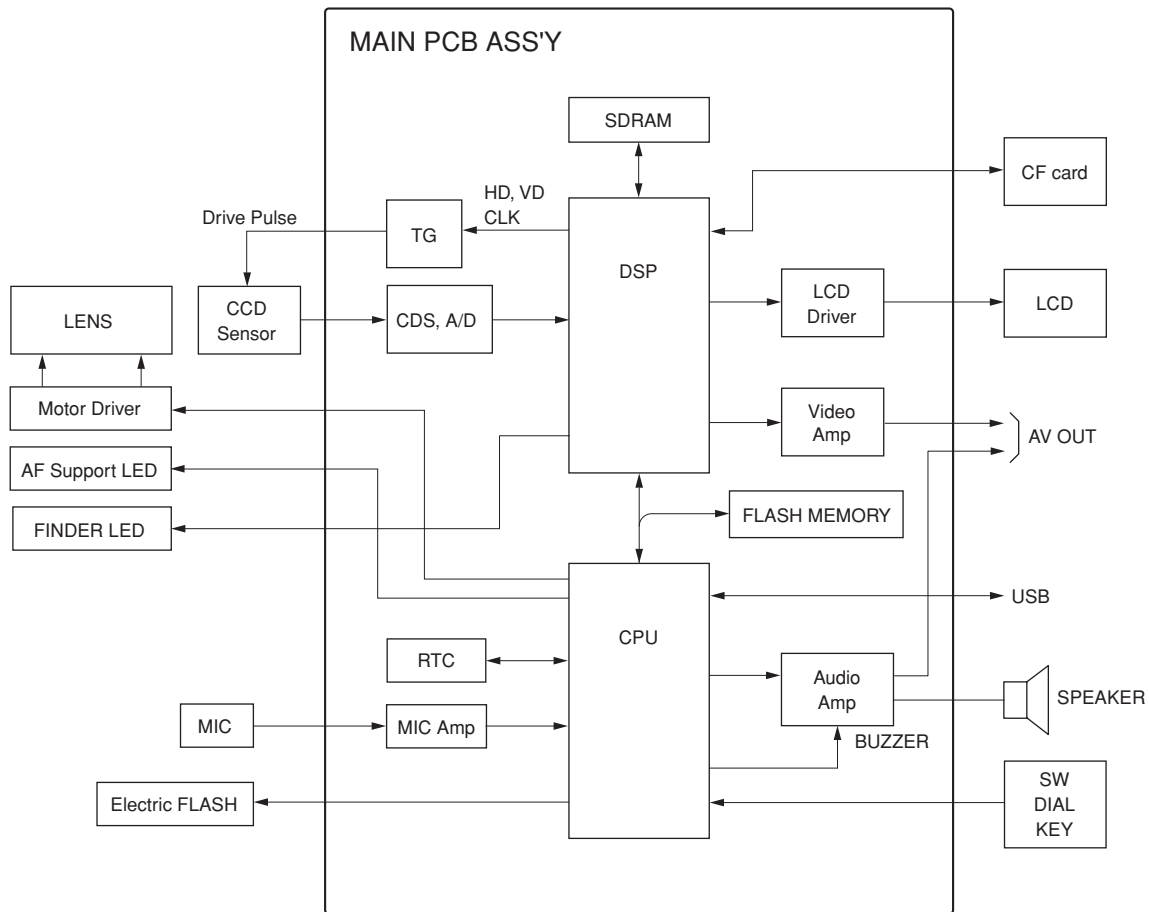 MAIN PCB ASS'Y
SDRAM
CF card
HD, VD
CLK
Drive Pulse
TG
DSP
LCD
Driver
LCD
LENS
CCD
Sensor
CDS, A/D
Motor Driver
Video
Amp
AV OUT
AF Support LED
FINDER LED
FLASH MEMORY
USB
CPU
RTC
Audio
Amp
SPEAKER
MIC
MIC Amp
BUZZER
Electric FLASH
SW
DIAL
KEY